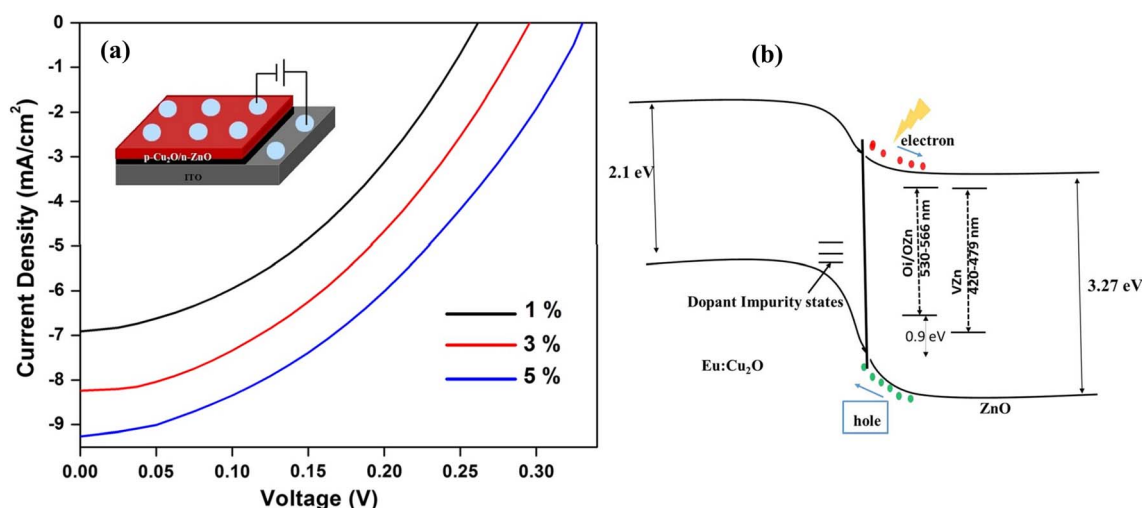 (a)
0
-1
-2
-3
-4
-5
-6
-7
-8
-9
Current Density (mA/cm²)
0.00 0.05 0.10 0.15 0.20 0.25 0.30
Voltage (V)
p-Cu₂O/n-ZnO
ITO
1 %
3 %
5 %
(b)
electron
2.1 eV
Oi/OZn
530-566 nm
VZn
420-479 nm
3.27 eV
Dopant Impurity states
0.9 eV
Eu:Cu₂O
ZnO
hole